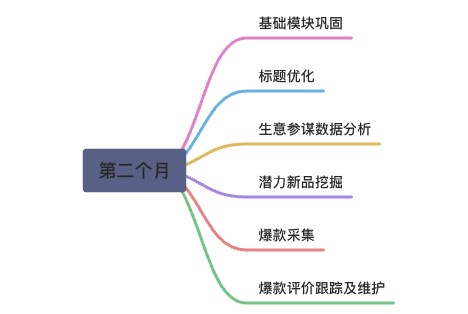 基础模块巩固
标题优化
生意参谋数据分析
第二个月
潜力新品挖掘
爆款采集
爆款评价跟踪及维护